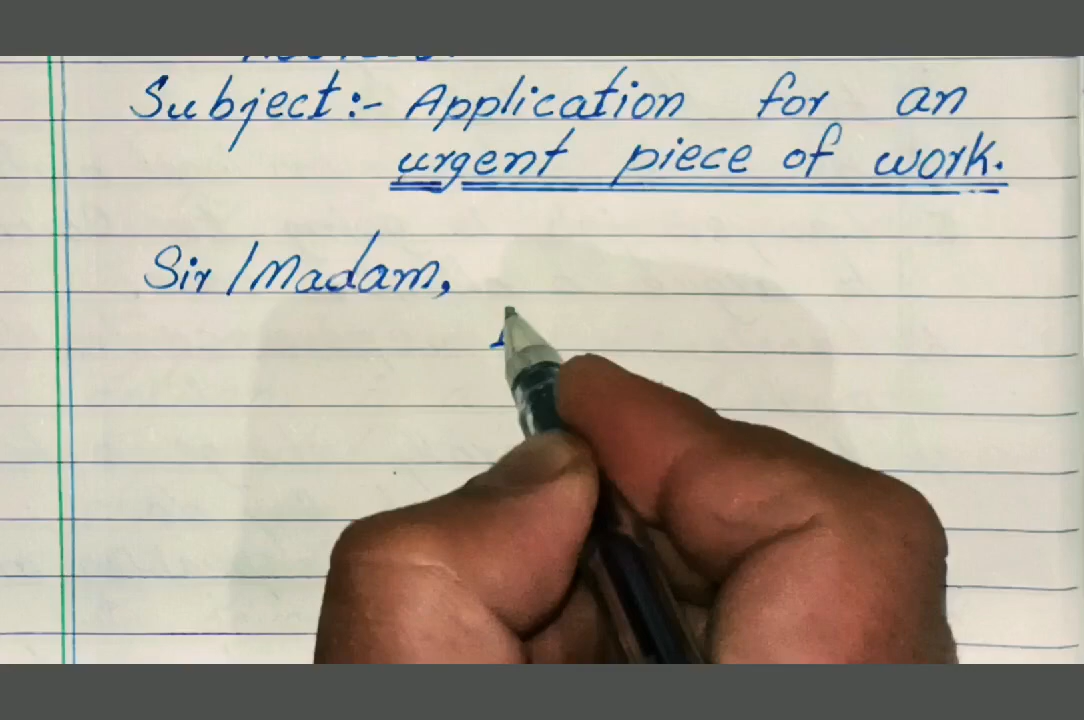 Subject:- Application for an
urgent piece of work.
Sir/Madam,